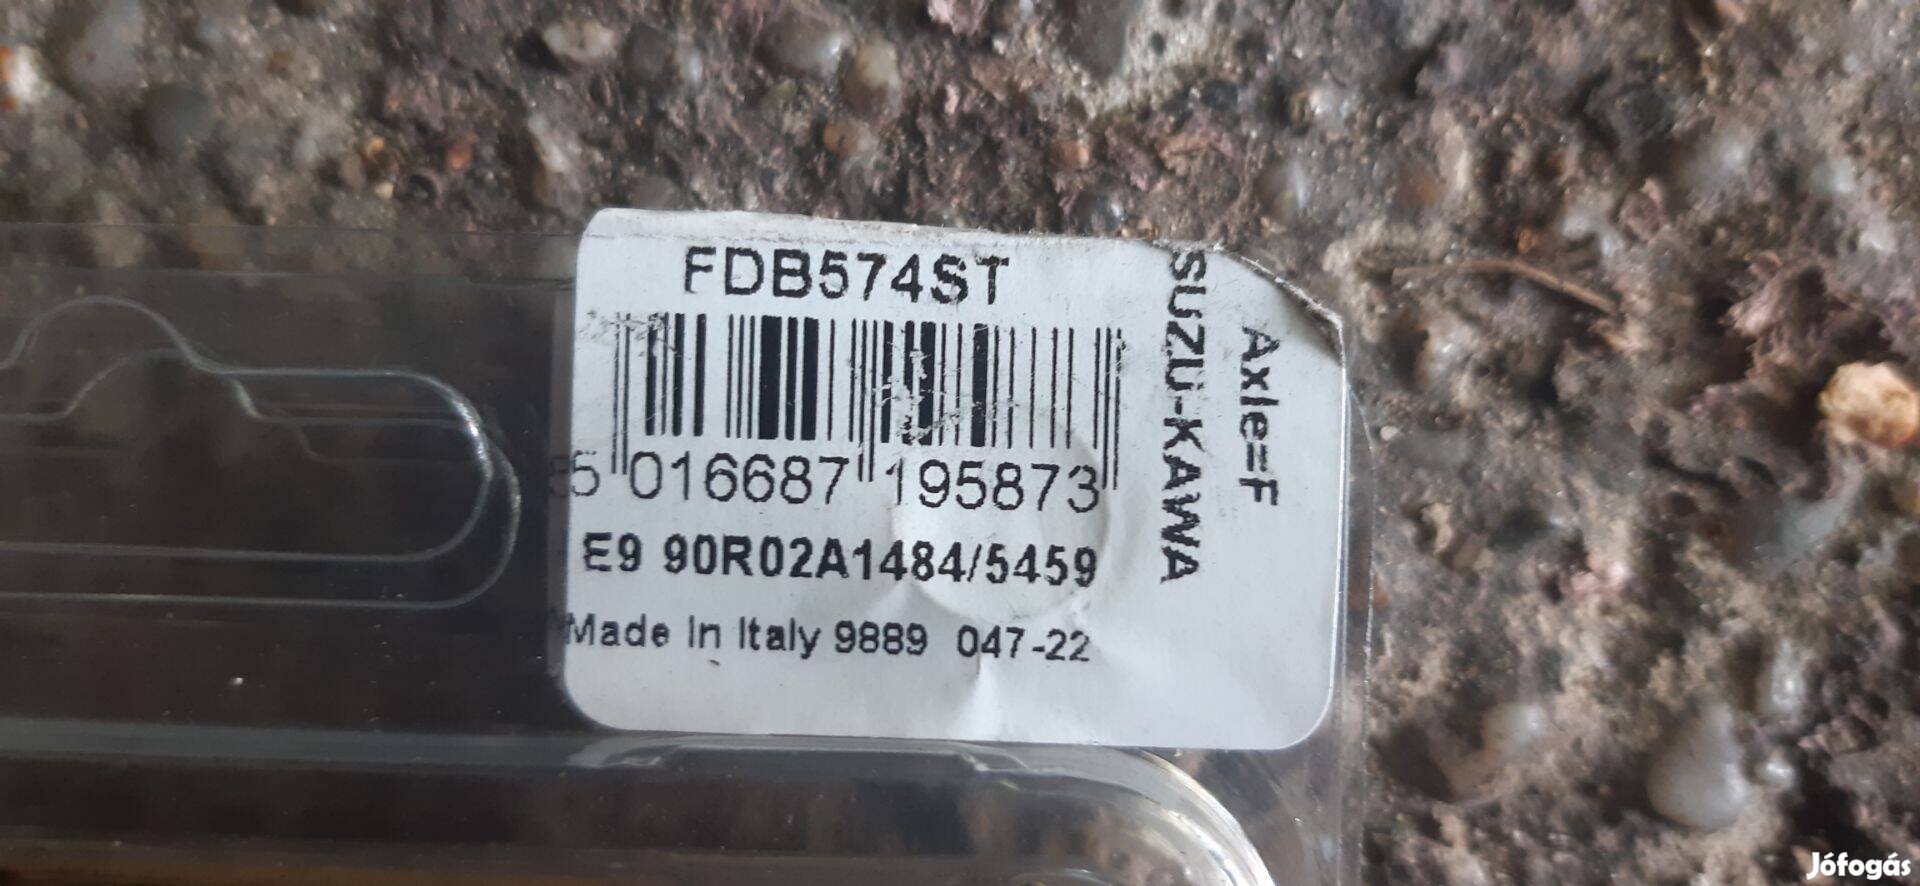 FDB574ST
5 016687 195873
E9 90R02A1484/5459
Made In Italy 9889 047-22
SUZU-KAWA
Axle=F
Jófogás